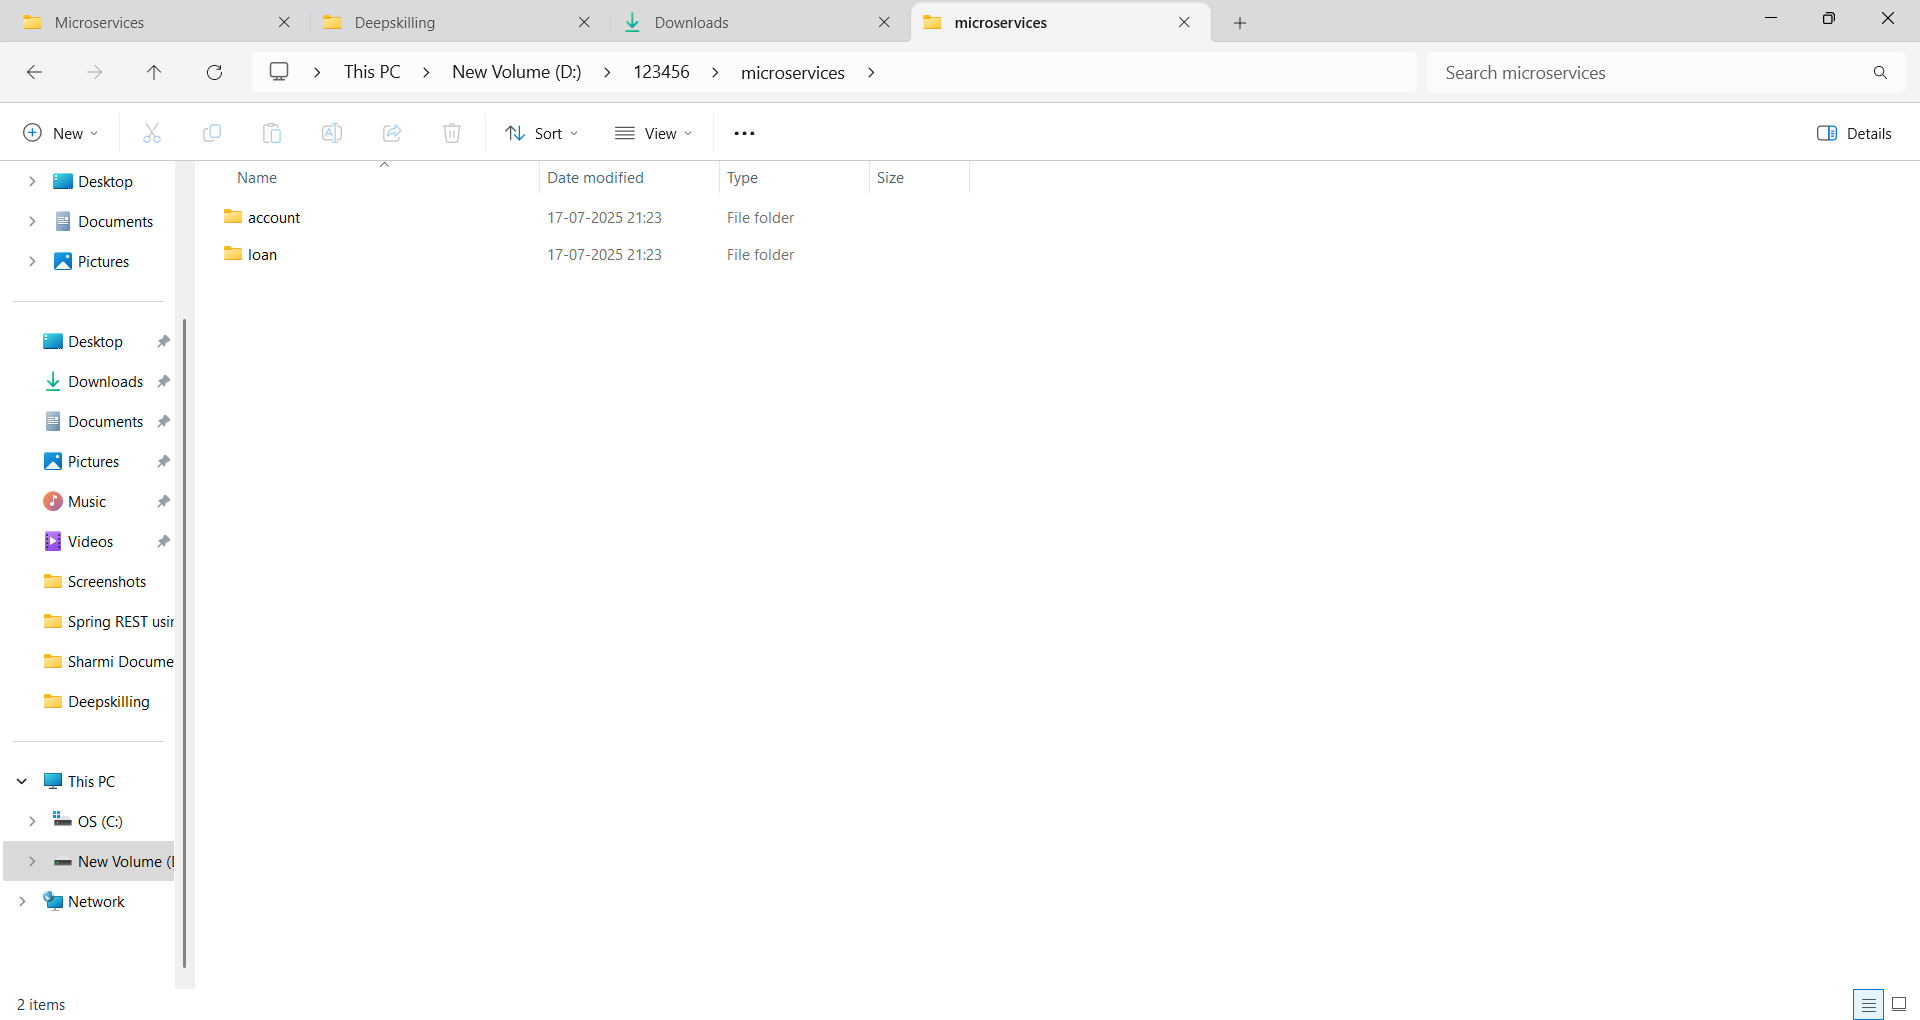 Microservices
Deepskilling
Downloads
microservices
This PC
New Volume (D:)
123456
microservices
Search microservices
New
Sort
View
Details
Desktop
Documents
Pictures
Desktop
Downloads
Documents
Pictures
Music
Videos
Screenshots
Spring REST usin
Sharmi Docume
Deepskilling
This PC
OS (C:)
New Volume (
Network
Name
Date modified
Type
Size
account
17-07-2025 21:23
File folder
loan
17-07-2025 21:23
File folder
2 items